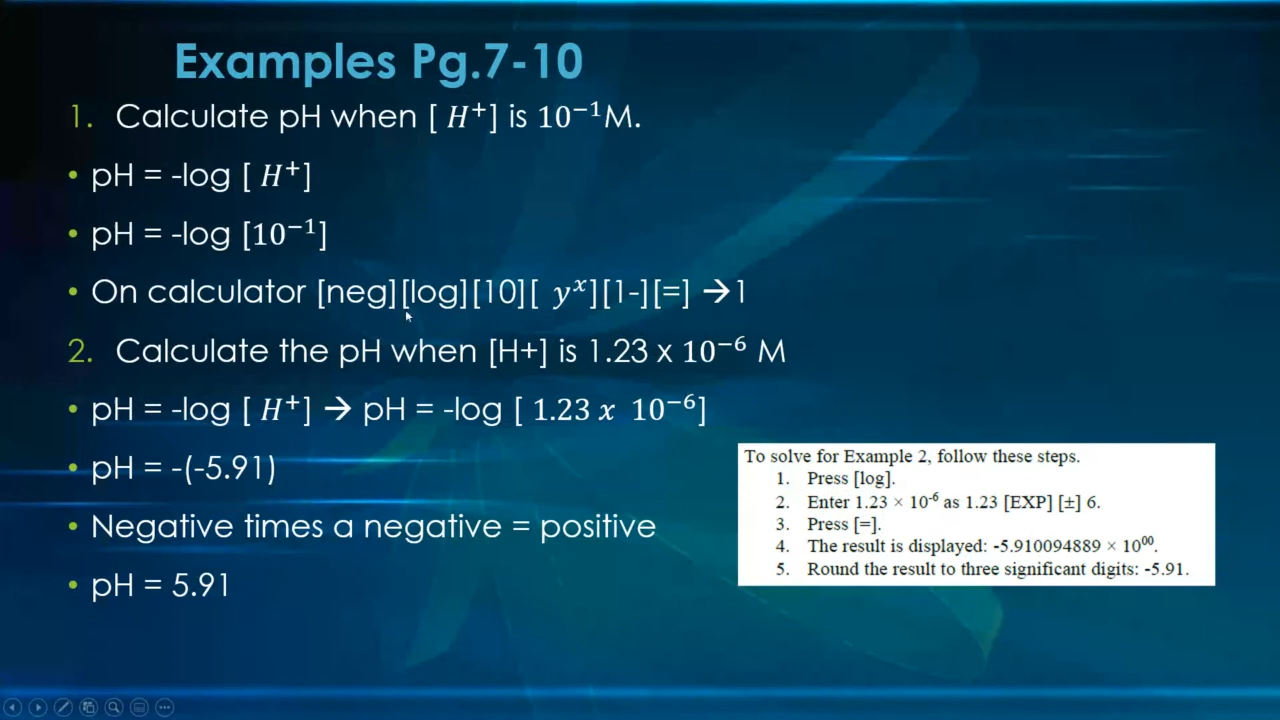 Examples Pg.7-10
1. Calculate pH when [ H⁺] is 10⁻¹M.
• pH = -log [ H⁺]
• pH = -log [10⁻¹]
• On calculator [neg][log][10][ yˣ][1-][=] →1
2. Calculate the pH when [H+] is 1.23 x 10⁻⁶ M
• pH = -log [ H⁺] → pH = -log [ 1.23 x 10⁻⁶]
• pH = -(-5.91)
• Negative times a negative = positive
• pH = 5.91
To solve for Example 2, follow these steps.
1. Press [log].
2. Enter 1.23 × 10⁻⁶ as 1.23 [EXP] [±] 6.
3. Press [=].
4. The result is displayed: -5.910094889 × 10⁰⁰.
5. Round the result to three significant digits: -5.91.